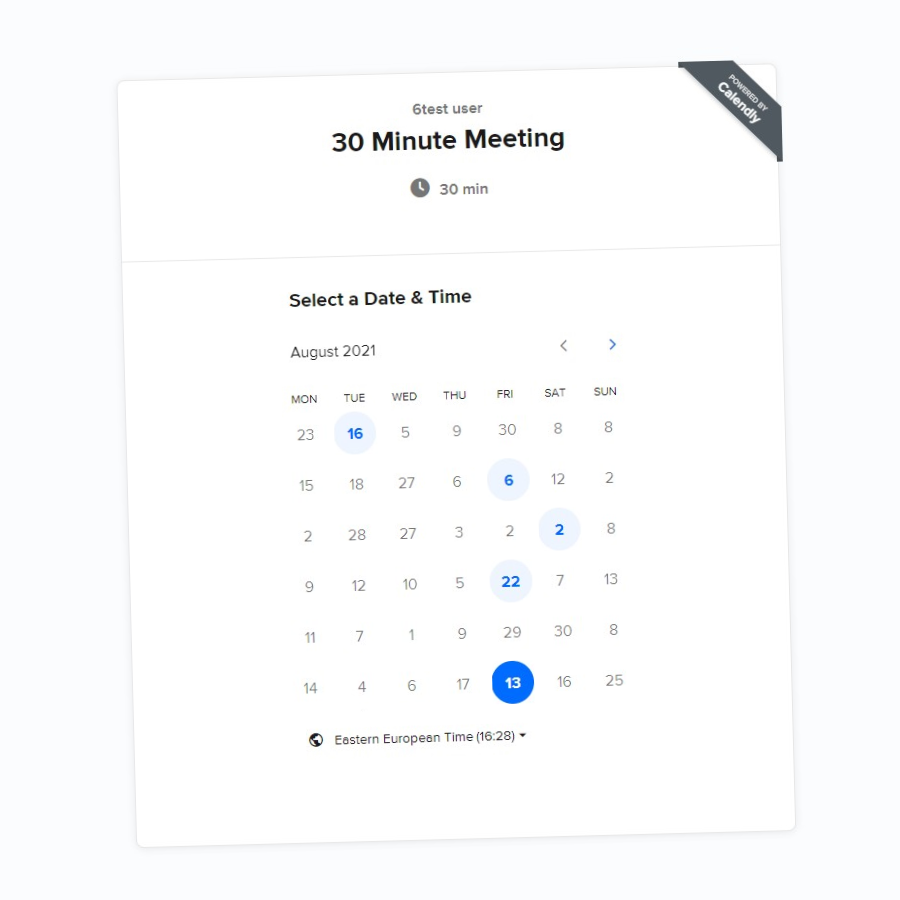 POWERED BY
Calendly
6test user
30 Minute Meeting
30 min
Select a Date & Time
August 2021
MON TUE WED THU FRI SAT SUN
23 16 5 9 30 8 8
15 18 27 6 6 12 2
2 28 27 3 2 2 8
9 12 10 5 22 7 13
11 7 1 9 29 30 8
14 4 6 17 13 16 25
Eastern European Time (16:28)